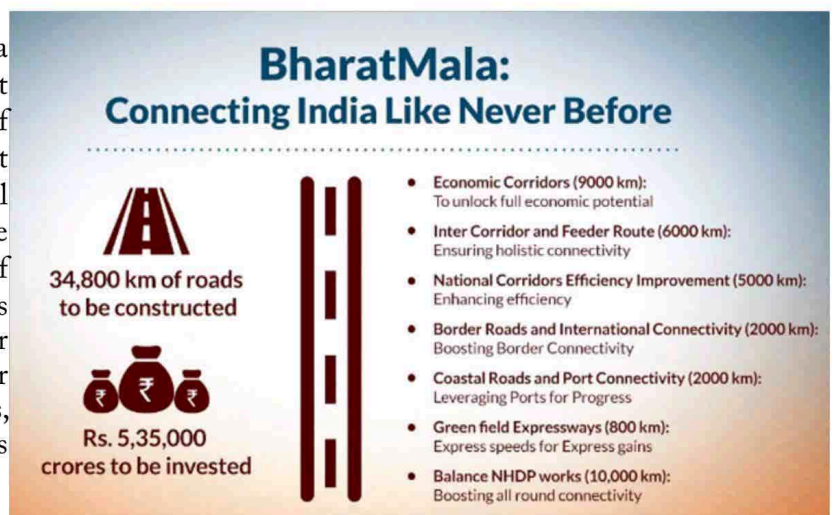 a
t
f
t
l
e
f
s
r
r
s,
s
BharatMala:
Connecting India Like Never Before
34,800 km of roads
to be constructed
₹ ₹ ₹
Rs. 5,35,000
crores to be invested
Economic Corridors (9000 km):
To unlock full economic potential
Inter Corridor and Feeder Route (6000 km):
Ensuring holistic connectivity
National Corridors Efficiency Improvement (5000 km):
Enhancing efficiency
Border Roads and International Connectivity (2000 km):
Boosting Border Connectivity
Coastal Roads and Port Connectivity (2000 km):
Leveraging Ports for Progress
Green field Expressways (800 km):
Express speeds for Express gains
Balance NHDP works (10,000 km):
Boosting all round connectivity